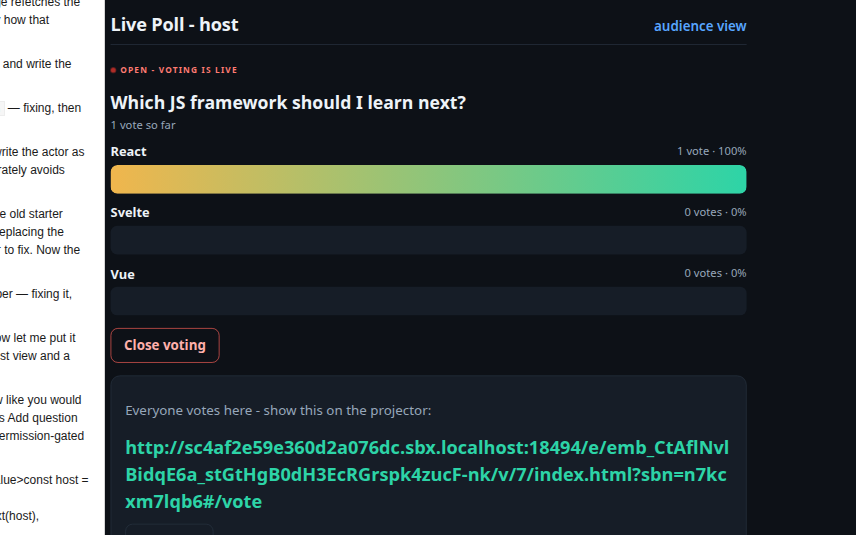 e refetches the
how that
and write the
— fixing, then
rite the actor as
rately avoids
e old starter
eplacing the
to fix. Now the
per — fixing it,
ow let me put it
st view and a
like you would
s Add question
ermission-gated
lue>const host =
xt(host),
Live Poll - host
audience view
OPEN - VOTING IS LIVE
Which JS framework should I learn next?
1 vote so far
React
1 vote · 100%
Svelte
0 votes · 0%
Vue
0 votes · 0%
Close voting
Everyone votes here - show this on the projector:
http://sc4af2e59e360d2a076dc.sbx.localhost:18494/e/emb_CtAflNvl
BidqE6a_stGtHgB0dH3EcRGrspk4zucF-nk/v/7/index.html?sbn=n7kc
xm7lqb6#/vote